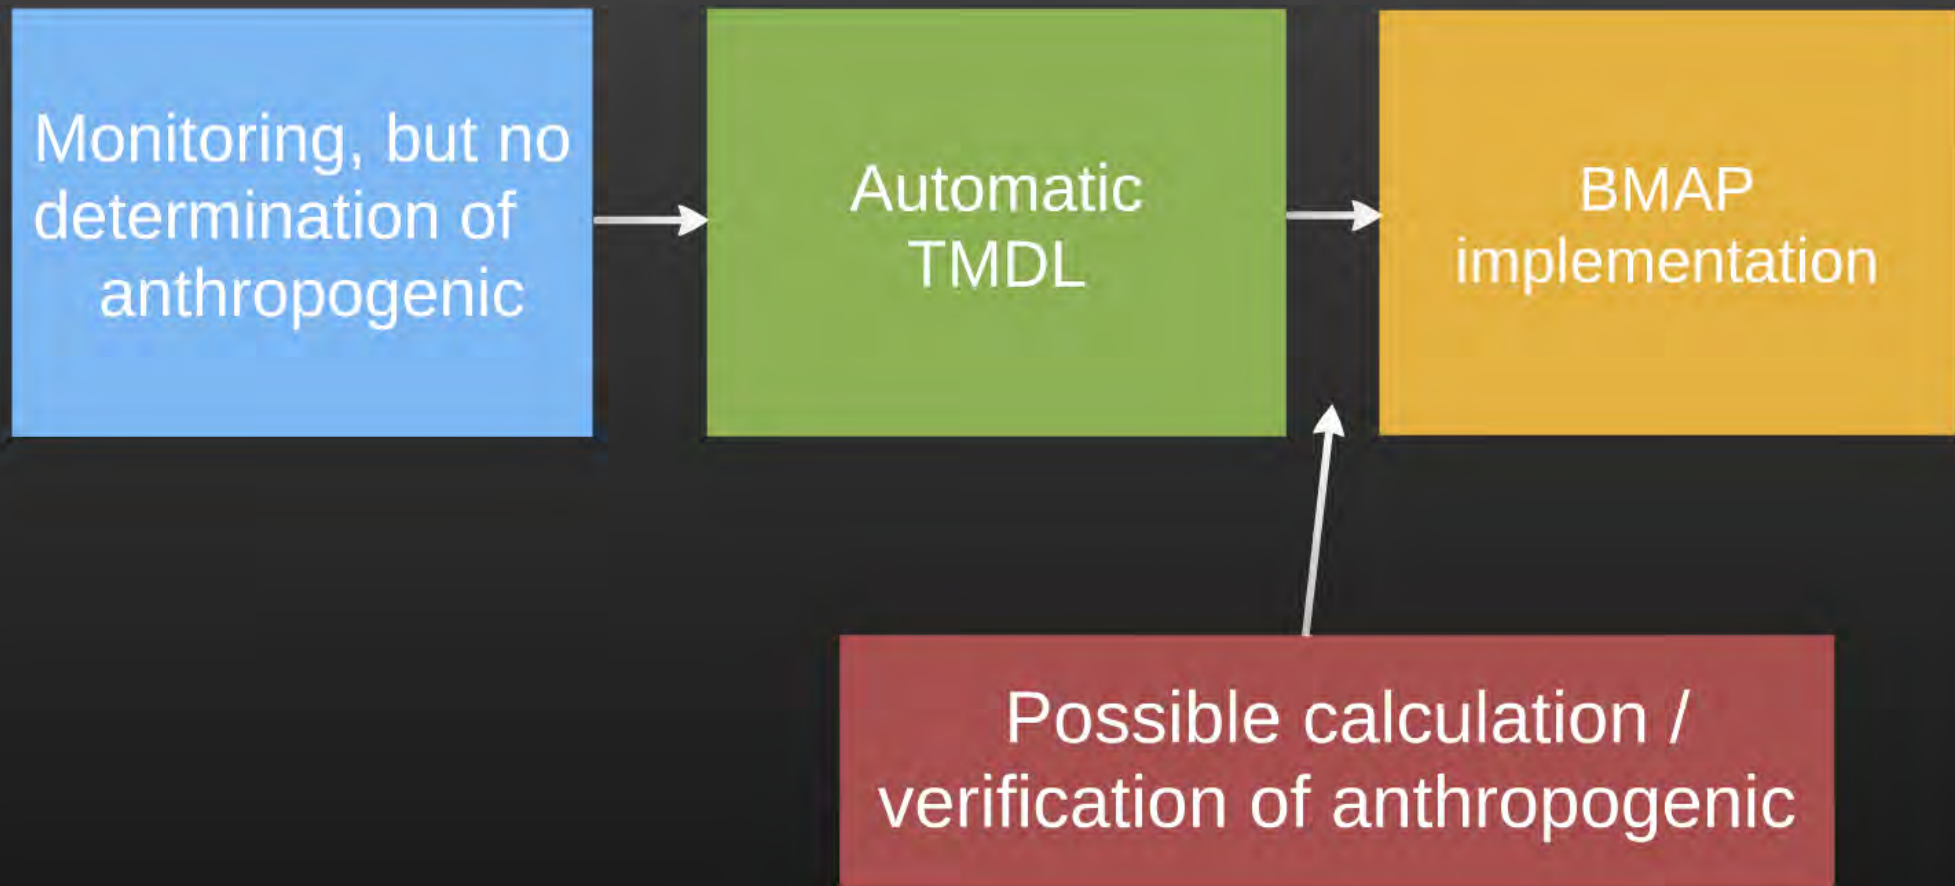 Monitoring, but no
determination of
anthropogenic
Automatic
TMDL
BMAP
implementation
Possible calculation /
verification of anthropogenic